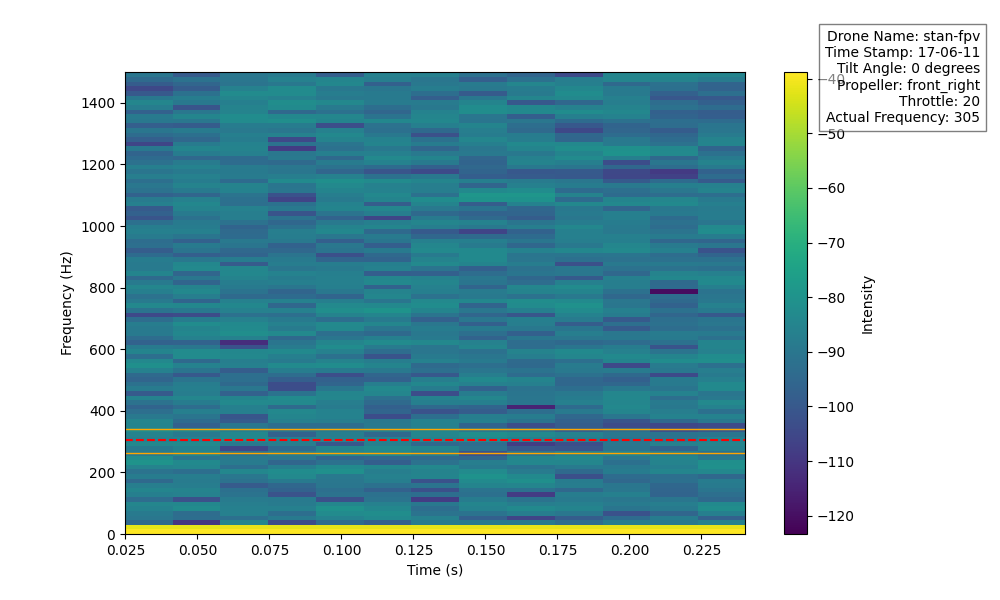 Drone Name: stan-fpv
Time Stamp: 17-06-11
Tilt Angle: 0 degrees
Propeller: front_right
Throttle: 20
Actual Frequency: 305
1400
1200
1000
800
600
400
200
0
Frequency (Hz)
0.025
0.050
0.075
0.100
0.125
0.150
0.175
0.200
0.225
Time (s)
−40
−50
−60
−70
−80
−90
−100
−110
−120
Intensity